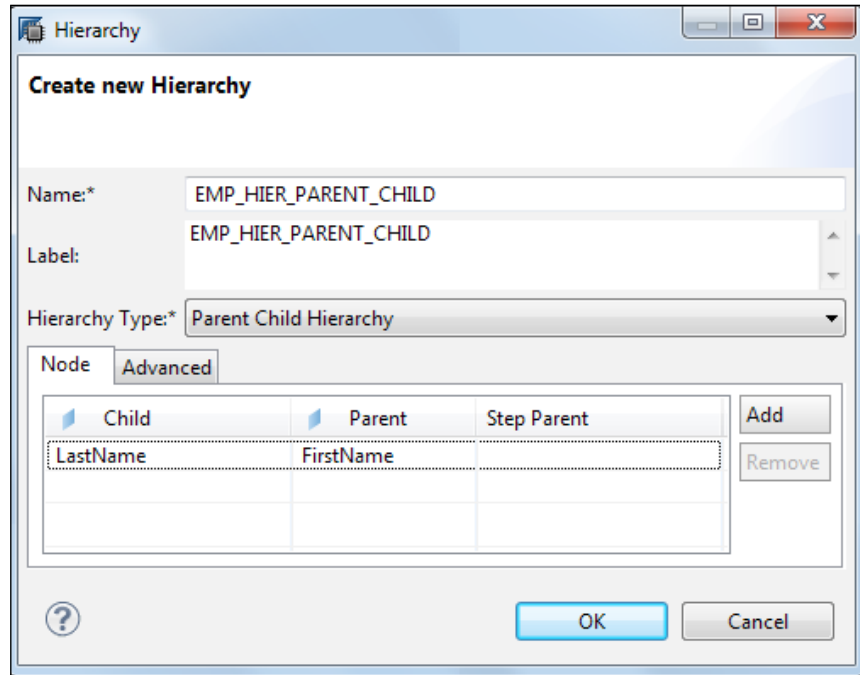 Hierarchy
Create new Hierarchy
Name:* EMP_HIER_PARENT_CHILD
EMP_HIER_PARENT_CHILD
Label:
Hierarchy Type:* Parent Child Hierarchy
Node Advanced
Child Parent Step Parent Add
LastName FirstName Remove
? OK Cancel